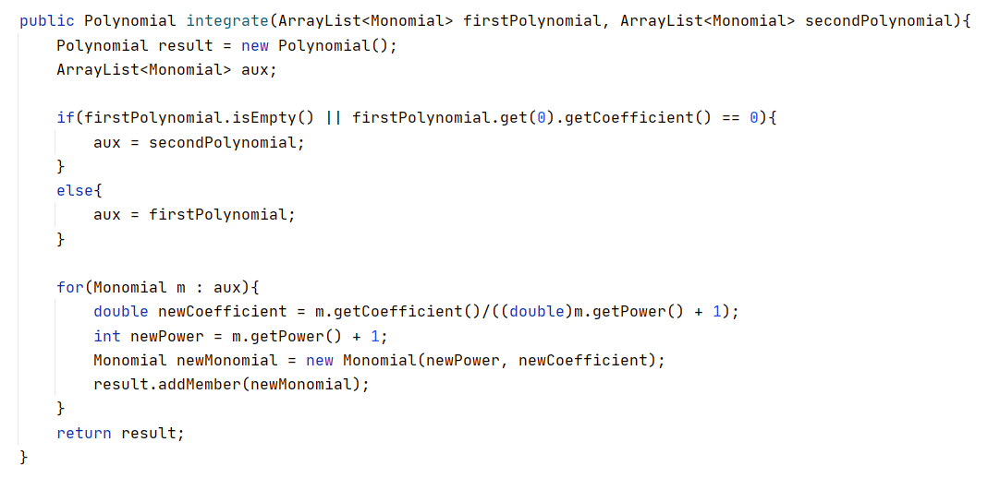 public Polynomial integrate(ArrayList<Monomial> firstPolynomial, ArrayList<Monomial> secondPolynomial){
    Polynomial result = new Polynomial();
    ArrayList<Monomial> aux;

    if(firstPolynomial.isEmpty() || firstPolynomial.get(0).getCoefficient() == 0){
        aux = secondPolynomial;
    }
    else{
        aux = firstPolynomial;
    }

    for(Monomial m : aux){
        double newCoefficient = m.getCoefficient()/((double)m.getPower() + 1);
        int newPower = m.getPower() + 1;
        Monomial newMonomial = new Monomial(newPower, newCoefficient);
        result.addMember(newMonomial);
    }
    return result;
}